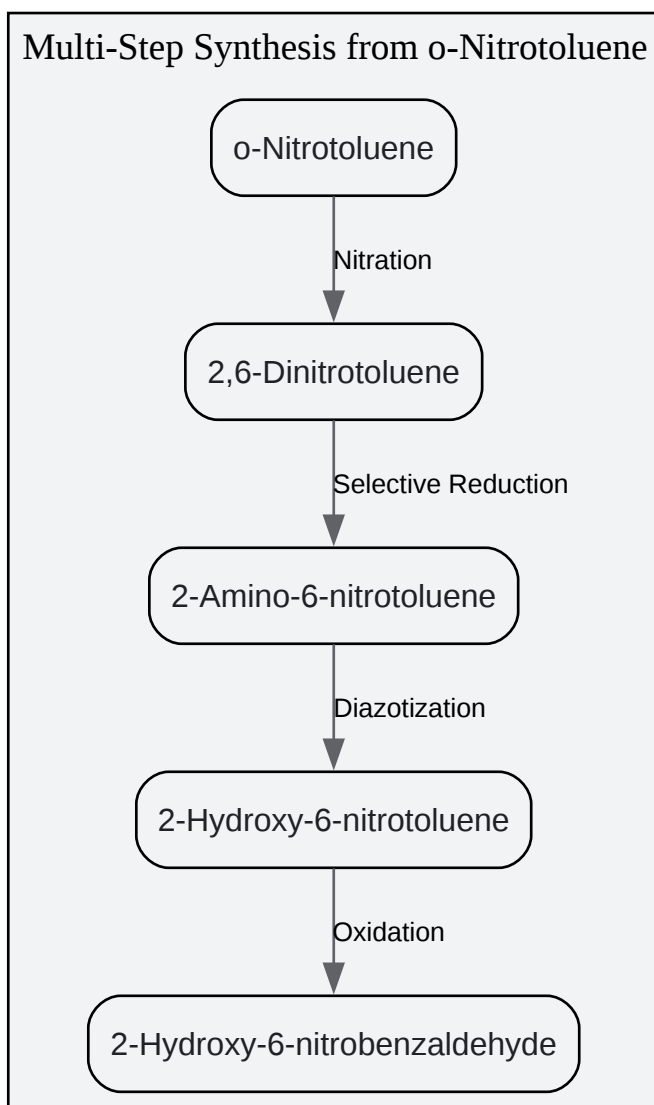 Multi-Step Synthesis from o-Nitrotoluene
o-Nitrotoluene
Nitration
2,6-Dinitrotoluene
Selective Reduction
2-Amino-6-nitrotoluene
Diazotization
2-Hydroxy-6-nitrotoluene
Oxidation
2-Hydroxy-6-nitrobenzaldehyde